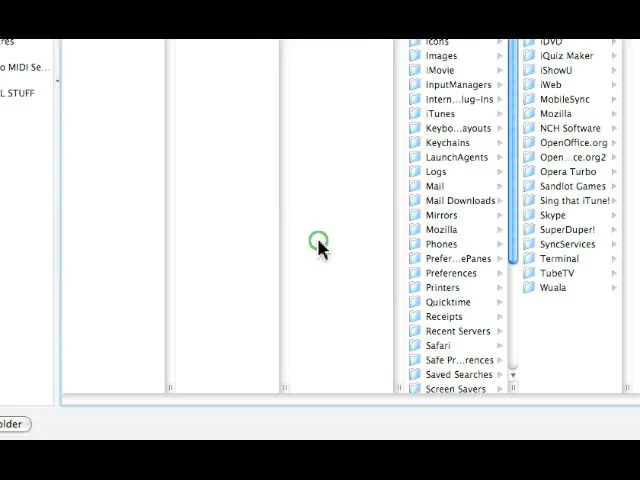 res
o MIDI Se...
L STUFF
Icons
Images
iMovie
InputManagers
Intern...lug-Ins
iTunes
Keybo...ayouts
Keychains
LaunchAgents
Logs
Mail
Mail Downloads
Mirrors
Mozilla
Phones
Prefer...ePanes
Preferences
Printers
Quicktime
Receipts
Recent Servers
Safari
Safe Pr...rences
Saved Searches
Screen Savers
iDVD
iQuiz Maker
iShowU
iWeb
MobileSync
Mozilla
NCH Software
OpenOffice.org
Open...ce.org2
Opera Turbo
Sandlot Games
Sing that iTune!
Skype
SuperDuper!
SyncServices
Terminal
TubeTV
Wuala
older